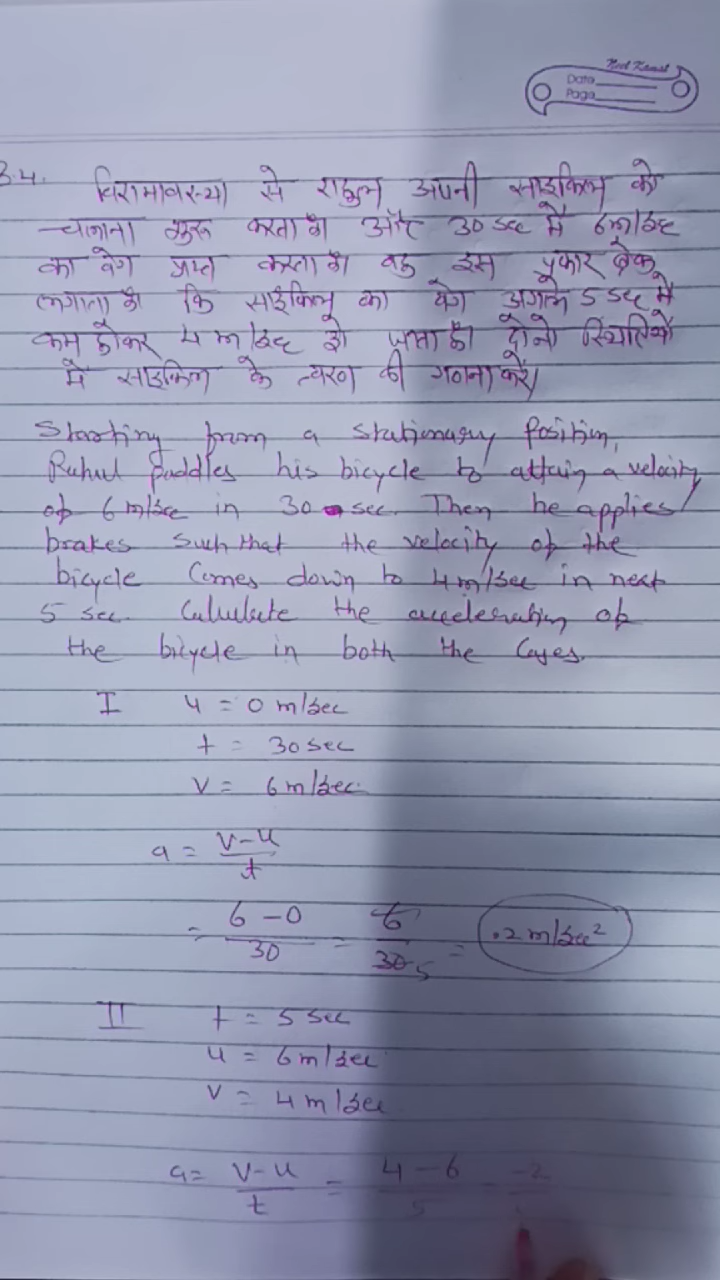 Red Kamal
Date
Page
3.4. विरामावस्था से राहुल अपनी साइकिल को
चलाना शुरू करता है। और 30 sec में 6m/sec
का वेग प्राप्त करता है। वह इस प्रकार ब्रेक
लगाता है। कि साइकिल का वेग अगले 5 sec में
कम होकर 4 m/sec हो जाता है। दोनो स्थितियों
में साइकिल के त्वरण की गणना करें।
Starting from a stationary position,
Rahul paddles his bicycle to attain a velocity
of 6 m/sec in 30 sec. Then he applies
brakes such that the velocity of the
bicycle comes down to 4 m/sec in next
5 sec. Calculate the acceleration of
the bicycle in both the cases.
I u = 0 m/sec
t = 30 sec
v = 6 m/sec.
a = v-u / t
= 6-0 / 30 = 6 / 30 5 = .2 m/sec²
II t = 5 sec
u = 6 m/sec
v = 4 m/sec
a = v-u / t = 4-6 / 5 = -2